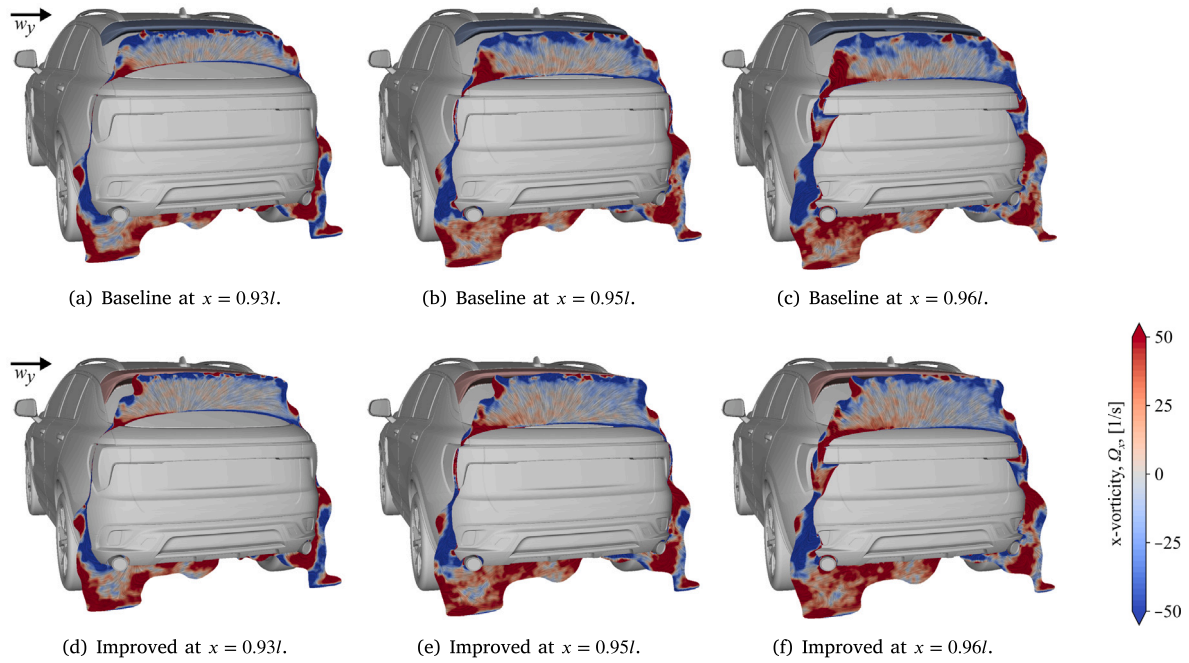 w_y
(a) Baseline at x = 0.93l.
(b) Baseline at x = 0.95l.
(c) Baseline at x = 0.96l.
w_y
(d) Improved at x = 0.93l.
(e) Improved at x = 0.95l.
(f) Improved at x = 0.96l.
50
25
0
−25
−50
x-vorticity, Ω_x, [1/s]